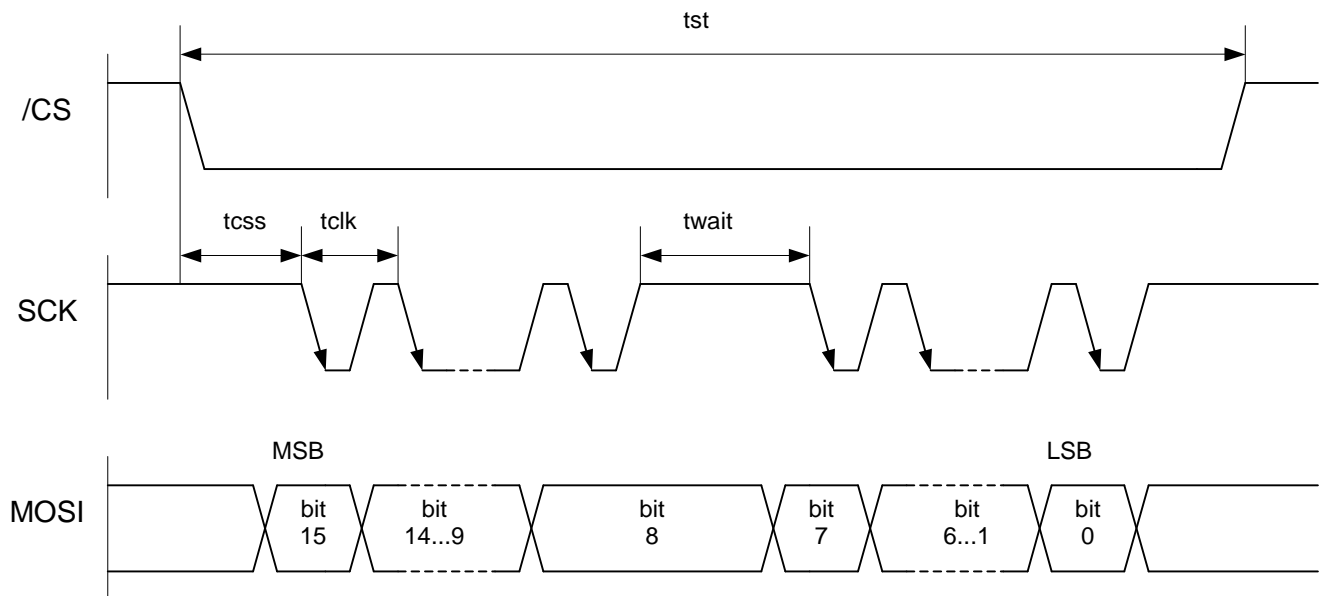 tst
/CS
tcss
tclk
twait
SCK
MSB
LSB
MOSI
bit
15
bit
14...9
bit
8
bit
7
bit
6...1
bit
0